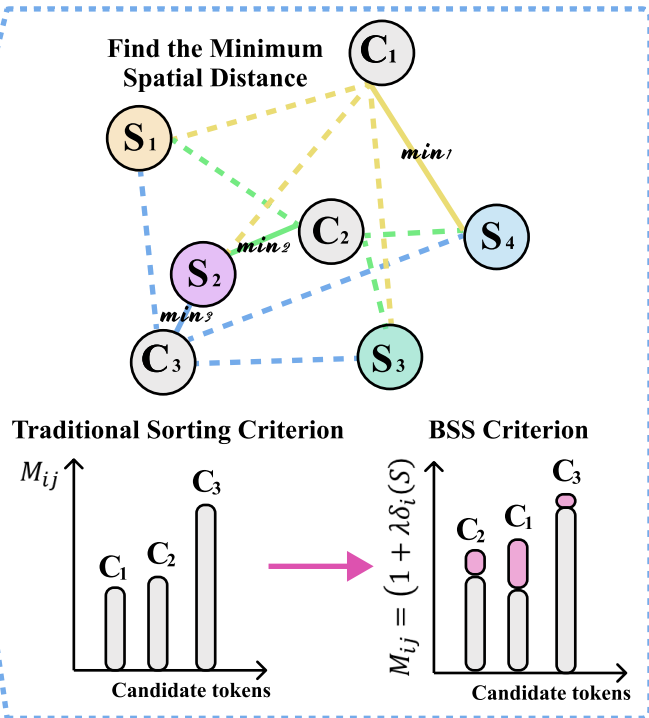 Find the Minimum
Spatial Distance
C1
S1
min1
C2
S4
min2
S2
min3
C3
S3
Traditional Sorting Criterion
BSS Criterion
Mij
C3
C2
C1
Candidate tokens
Mij = (1 + λδi(S)
C2
C1
C3
Candidate tokens